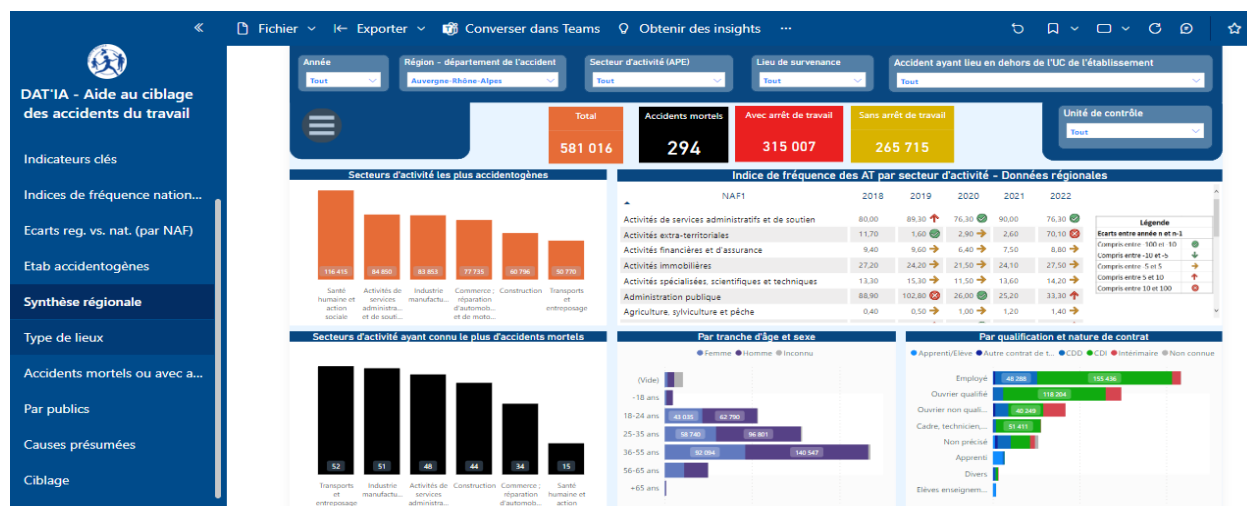 «
Fichier
Exporter
Converser dans Teams
Obtenir des insights
...
DAT'IA - Aide au ciblage
des accidents du travail
Indicateurs clés
Indices de fréquence nation...
Ecarts reg. vs. nat. (par NAF)
Etab accidentogènes
Synthèse régionale
Type de lieux
Accidents mortels ou avec a...
Par publics
Causes présumées
Ciblage
Année
Tout
Région - département de l'accident
Auvergne-Rhône-Alpes
Secteur d'activité (APE)
Tout
Lieu de survenance
Tout
Accident ayant lieu en dehors de l'UC de l'établissement
Tout
Unité de contrôle
Tout
Total
581 016
Accidents mortels
294
Avec arrêt de travail
315 007
Sans arrêt de travail
265 715
Secteurs d'activité les plus accidentogènes
116 415 84 850 83 853 77 735 60 796 50 770
Santé humaine et action sociale
Activités de services administra... et de souti...
Industrie manufactu...
Commerce ; réparation d'automob... et de moto...
Construction
Transports et entreposage
Indice de fréquence des AT par secteur d'activité - Données régionales
NAF1 2018 2019 2020 2021 2022
Activités de services administratifs et de soutien 80,00 89,30 76,30 90,00 76,30
Activités extra-territoriales 11,70 1,60 2,90 2,60 70,10
Activités financières et d'assurance 9,40 9,60 6,40 7,50 8,80
Activités immobilières 27,20 24,20 21,50 24,10 27,50
Activités spécialisées, scientifiques et techniques 13,30 15,30 11,50 13,60 14,20
Administration publique 88,90 102,80 26,00 25,20 33,30
Agriculture, sylviculture et pêche 0,40 0,50 1,00 1,20 1,40
Légende
Ecarts entre année n et n-1
Compris entre -100 et -10
Compris entre -10 et -5
Compris entre -5 et 5
Compris entre 5 et 10
Compris entre 10 et 100
Secteurs d'activité ayant connu le plus d'accidents mortels
52 51 48 44 34 15
Transports et entreposage
Industrie manufactu...
Activités de services administra...
Construction
Commerce ; réparation d'automob...
Santé humaine et action
Par tranche d'âge et sexe
Femme Homme Inconnu
(Vide)
-18 ans
18-24 ans 43 035 62 790
25-35 ans 58 740 96 801
36-55 ans 92 094 140 547
56-65 ans
+65 ans
Par qualification et nature de contrat
Apprenti/Elève Autre contrat de t... CDD CDI Intérimaire Non connue
Employé 48 288 155 436
Ouvrier qualifié 118 204
Ouvrier non quali... 40 249
Cadre, technicien,... 51 411
Non précisé
Apprenti
Divers
Elèves enseignem...